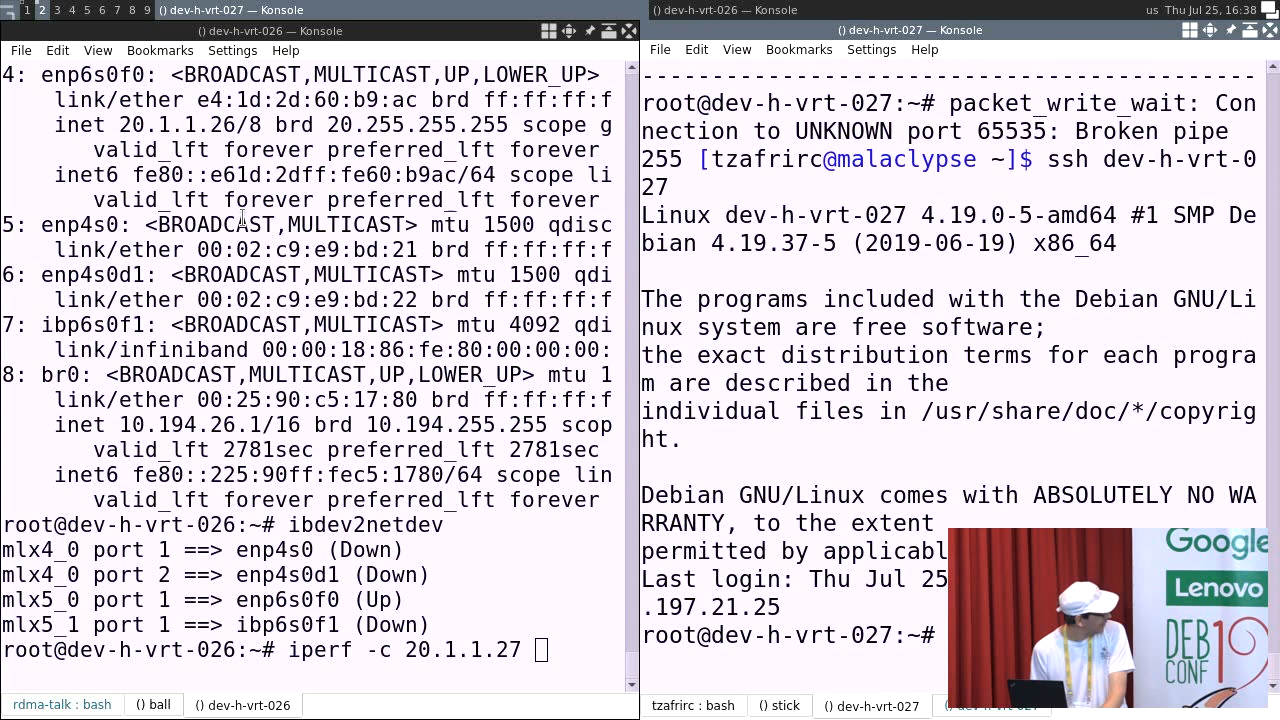 1 2 3 4 5 6 7 8 9 () dev-h-vrt-027 — Konsole
() dev-h-vrt-026 — Konsole
us Thu Jul 25, 16:38
() dev-h-vrt-026 — Konsole
File Edit View Bookmarks Settings Help
4: enp6s0f0: <BROADCAST,MULTICAST,UP,LOWER_UP>
link/ether e4:1d:2d:60:b9:ac brd ff:ff:ff:f
inet 20.1.1.26/8 brd 20.255.255.255 scope g
valid_lft forever preferred_lft forever
inet6 fe80::e61d:2dff:fe60:b9ac/64 scope li
valid_lft forever preferred_lft forever
5: enp4s0: <BROADCAST,MULTICAST> mtu 1500 qdisc
link/ether 00:02:c9:e9:bd:21 brd ff:ff:ff:f
6: enp4s0d1: <BROADCAST,MULTICAST> mtu 1500 qdi
link/ether 00:02:c9:e9:bd:22 brd ff:ff:ff:f
7: ibp6s0f1: <BROADCAST,MULTICAST> mtu 4092 qdi
link/infiniband 00:00:18:86:fe:80:00:00:00:
8: br0: <BROADCAST,MULTICAST,UP,LOWER_UP> mtu 1
link/ether 00:25:90:c5:17:80 brd ff:ff:ff:f
inet 10.194.26.1/16 brd 10.194.255.255 scop
valid_lft 2781sec preferred_lft 2781sec
inet6 fe80::225:90ff:fec5:1780/64 scope lin
valid_lft forever preferred_lft forever
root@dev-h-vrt-026:~# ibdev2netdev
mlx4_0 port 1 ==> enp4s0 (Down)
mlx4_0 port 2 ==> enp4s0d1 (Down)
mlx5_0 port 1 ==> enp6s0f0 (Up)
mlx5_1 port 1 ==> ibp6s0f1 (Down)
root@dev-h-vrt-026:~# iperf -c 20.1.1.27
rdma-talk : bash () ball () dev-h-vrt-026
() dev-h-vrt-027 — Konsole
File Edit View Bookmarks Settings Help
--------------------------------------------
root@dev-h-vrt-027:~# packet_write_wait: Con
nection to UNKNOWN port 65535: Broken pipe
255 [tzafrirc@malaclypse ~]$ ssh dev-h-vrt-0
27
Linux dev-h-vrt-027 4.19.0-5-amd64 #1 SMP De
bian 4.19.37-5 (2019-06-19) x86_64
The programs included with the Debian GNU/Li
nux system are free software;
the exact distribution terms for each progra
m are described in the
individual files in /usr/share/doc/*/copyrig
ht.
Debian GNU/Linux comes with ABSOLUTELY NO WA
RRANTY, to the extent
permitted by applicabl
Last login: Thu Jul 25
.197.21.25
root@dev-h-vrt-027:~#
tzafrirc : bash () stick () dev-h-vrt-027 () dev-h-vrt-027
Google
Lenovo
DEB
CONF 19